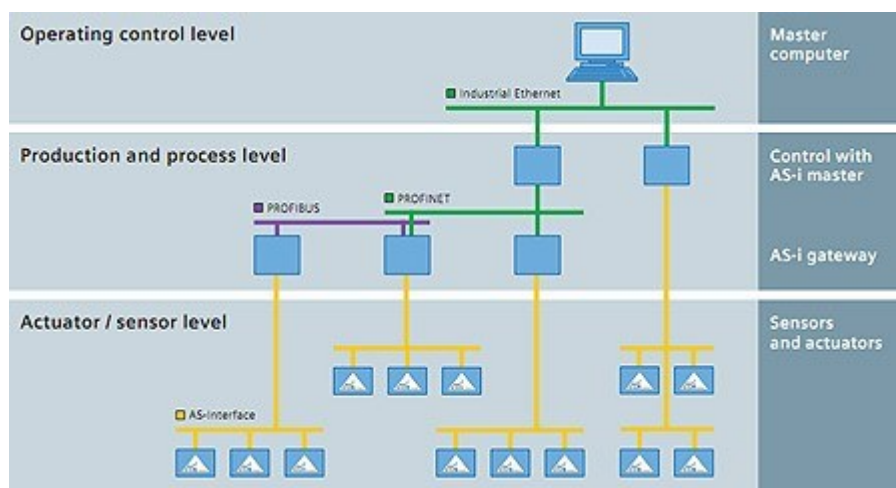 Operating control level
Master
computer
Industrial Ethernet
Production and process level
Control with
AS-i master
PROFIBUS
PROFINET
AS-i gateway
Actuator / sensor level
Sensors
and actuators
AS-Interface